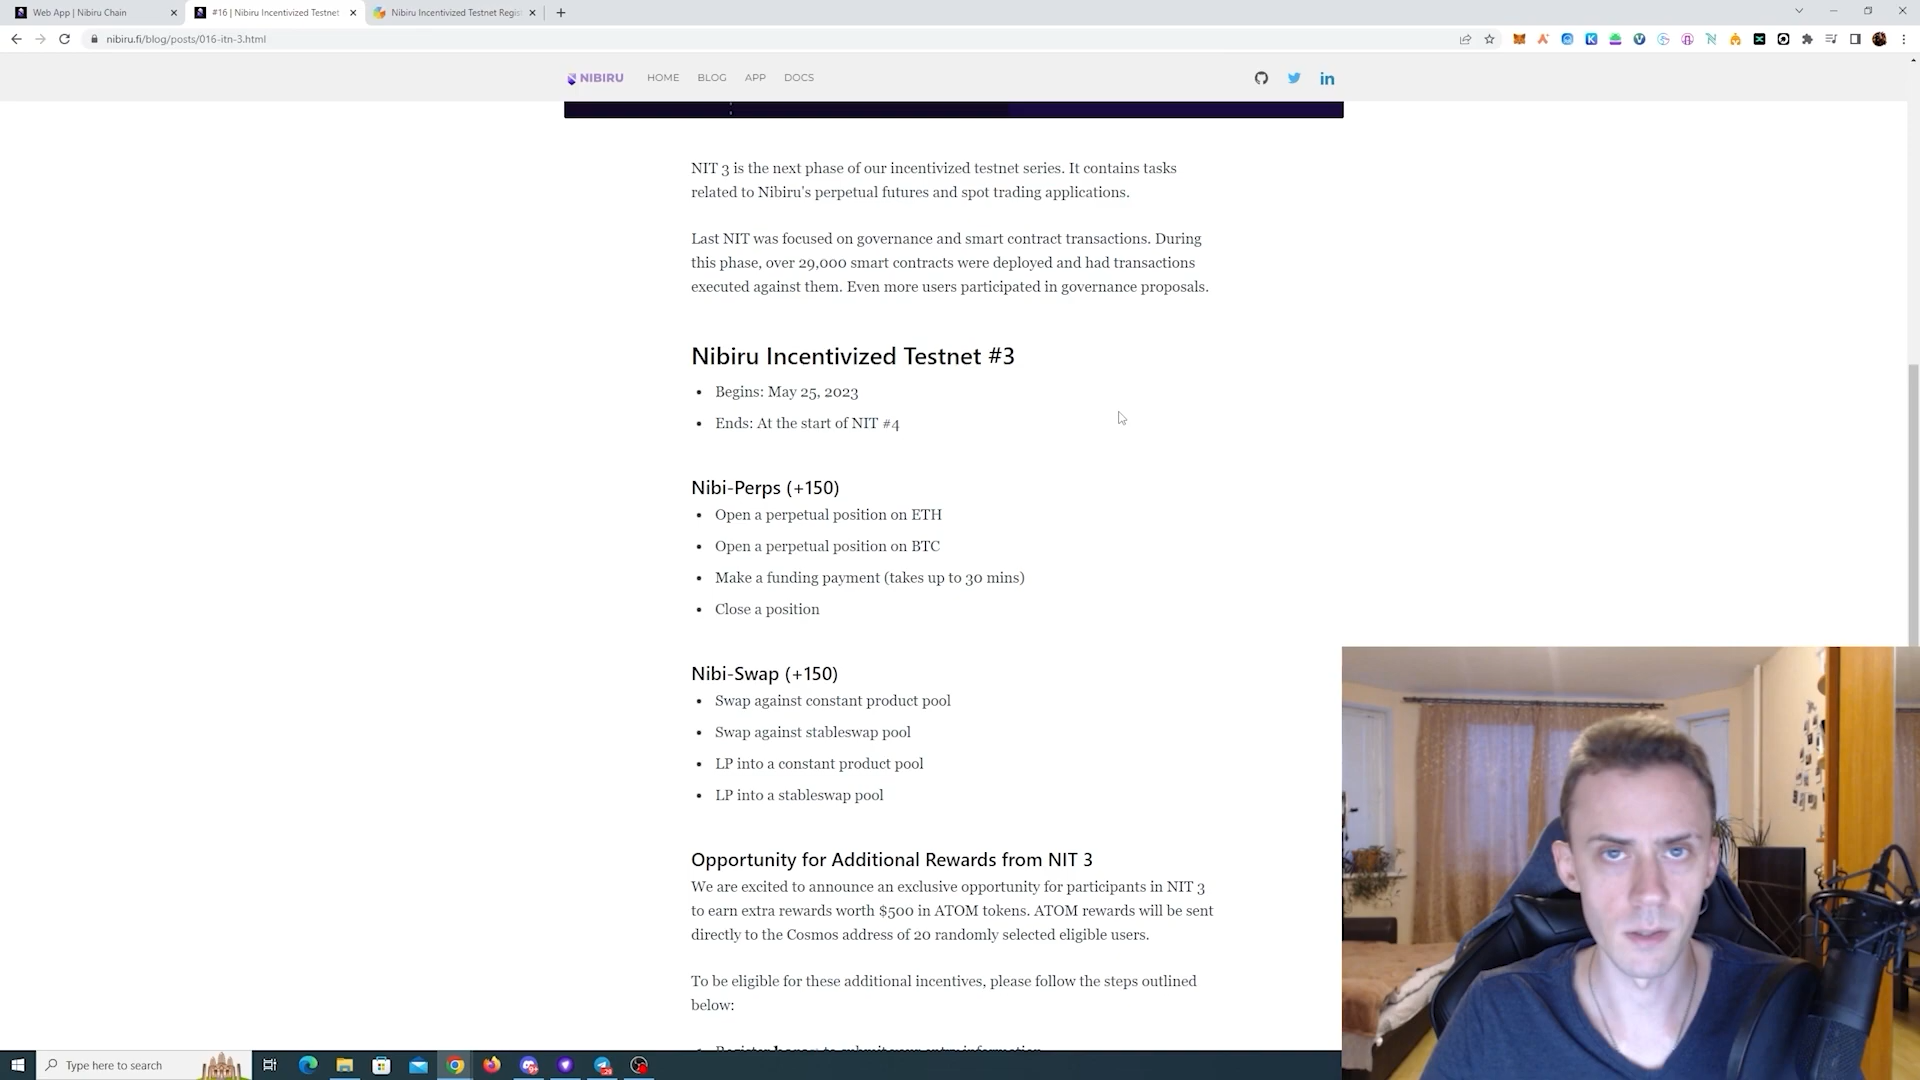 Web App | Nibiru Chain
#16 | Nibiru Incentivized Testnet
Nibiru Incentivized Testnet Regis
nibiru.fi/blog/posts/016-itn-3.html
NIBIRU
HOME
BLOG
APP
DOCS
NIT 3 is the next phase of our incentivized testnet series. It contains tasks
related to Nibiru's perpetual futures and spot trading applications.
Last NIT was focused on governance and smart contract transactions. During
this phase, over 29,000 smart contracts were deployed and had transactions
executed against them. Even more users participated in governance proposals.
Nibiru Incentivized Testnet #3
• Begins: May 25, 2023
• Ends: At the start of NIT #4
Nibi-Perps (+150)
• Open a perpetual position on ETH
• Open a perpetual position on BTC
• Make a funding payment (takes up to 30 mins)
• Close a position
Nibi-Swap (+150)
• Swap against constant product pool
• Swap against stableswap pool
• LP into a constant product pool
• LP into a stableswap pool
Opportunity for Additional Rewards from NIT 3
We are excited to announce an exclusive opportunity for participants in NIT 3
to earn extra rewards worth $500 in ATOM tokens. ATOM rewards will be sent
directly to the Cosmos address of 20 randomly selected eligible users.
To be eligible for these additional incentives, please follow the steps outlined
below:
Type here to search